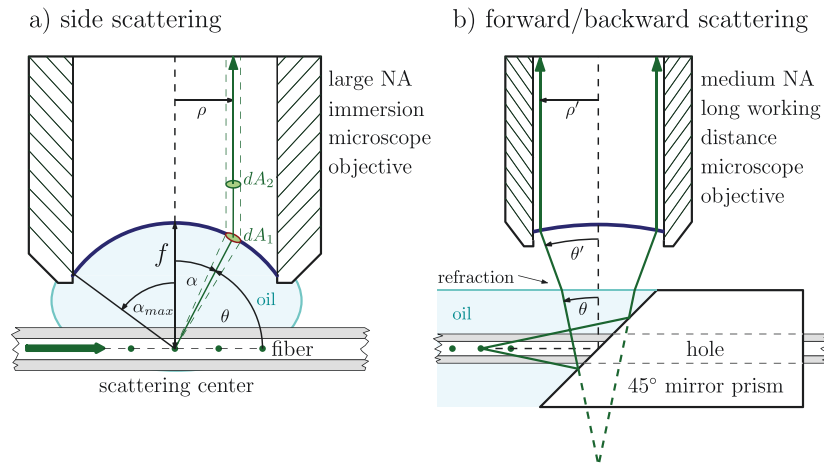 a) side scattering
large NA
immersion
microscope
objective
ρ
dA₂
dA₁
f
α
oil
α_max
θ
fiber
scattering center
b) forward/backward scattering
medium NA
long working
distance
microscope
objective
ρ′
θ′
refraction
θ
oil
hole
45° mirror prism